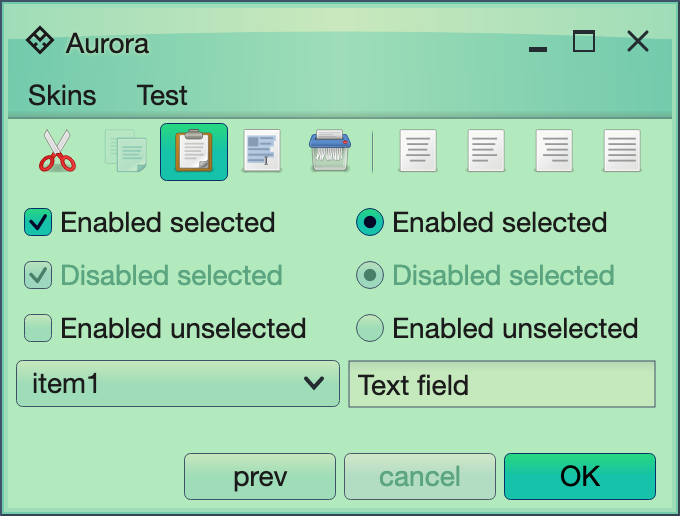 Aurora
Skins Test
Enabled selected Enabled selected
Disabled selected Disabled selected
Enabled unselected Enabled unselected
item1 Text field
prev cancel OK